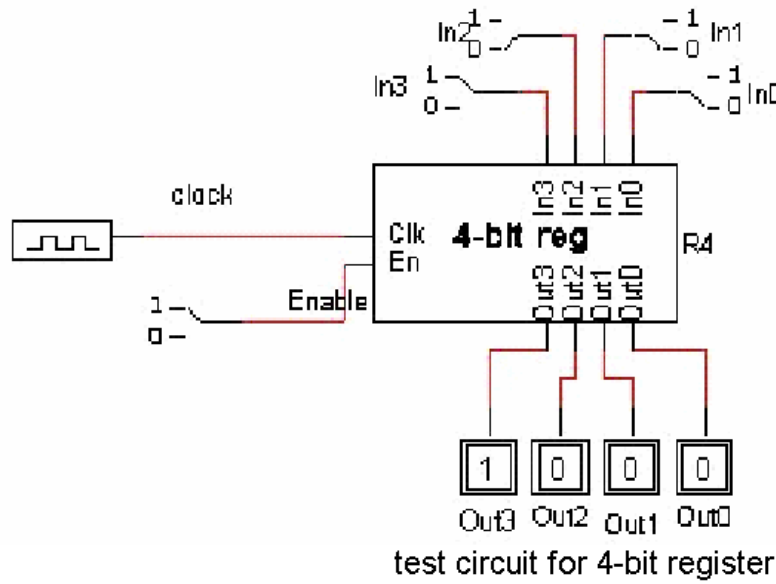 In2 1 0
1 0 In1
In3 1 0
1 0 In0
clock
In3 In2 In1 In0
Clk 4-bit reg
En
R4
Enable
1 0
Out3 Out2 Out1 Out0
1 0 0 0
Out3 Out2 Out1 Out0
test circuit for 4-bit register